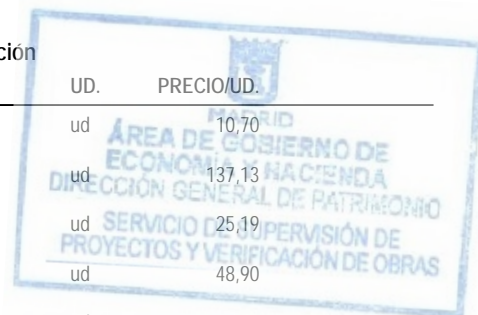 ción
UD. PRECIO/UD.
MADRID
ud 10,70
ÁREA DE GOBIERNO DE
ECONOMÍA Y HACIENDA
ud 137,13
DIRECCIÓN GENERAL DE PATRIMONIO
ud 25,19
SERVICIO DE SUPERVISIÓN DE
PROYECTOS Y VERIFICACIÓN DE OBRAS
ud 48,90